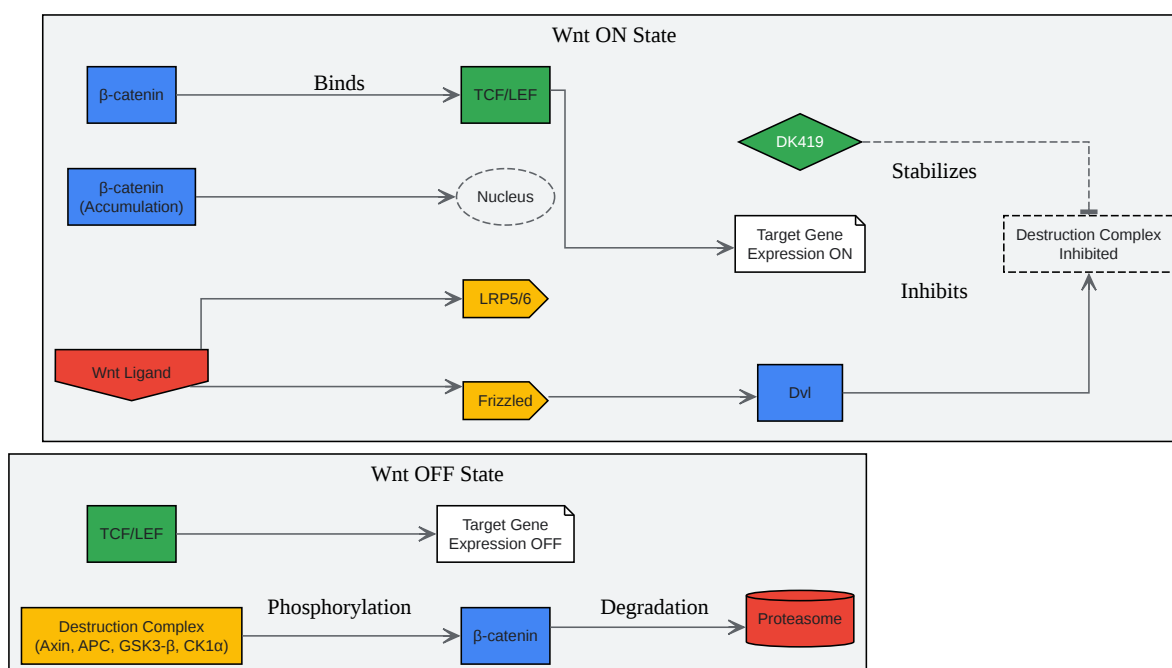 Wnt ON State
β-catenin
Binds
TCF/LEF
DK419
Stabilizes
β-catenin
(Accumulation)
Nucleus
Target Gene
Expression ON
Destruction Complex
Inhibited
Inhibits
LRP5/6
Wnt Ligand
Frizzled
Dvl
Wnt OFF State
TCF/LEF
Target Gene
Expression OFF
Destruction Complex
(Axin, APC, GSK3-β, CK1α)
Phosphorylation
β-catenin
Degradation
Proteasome